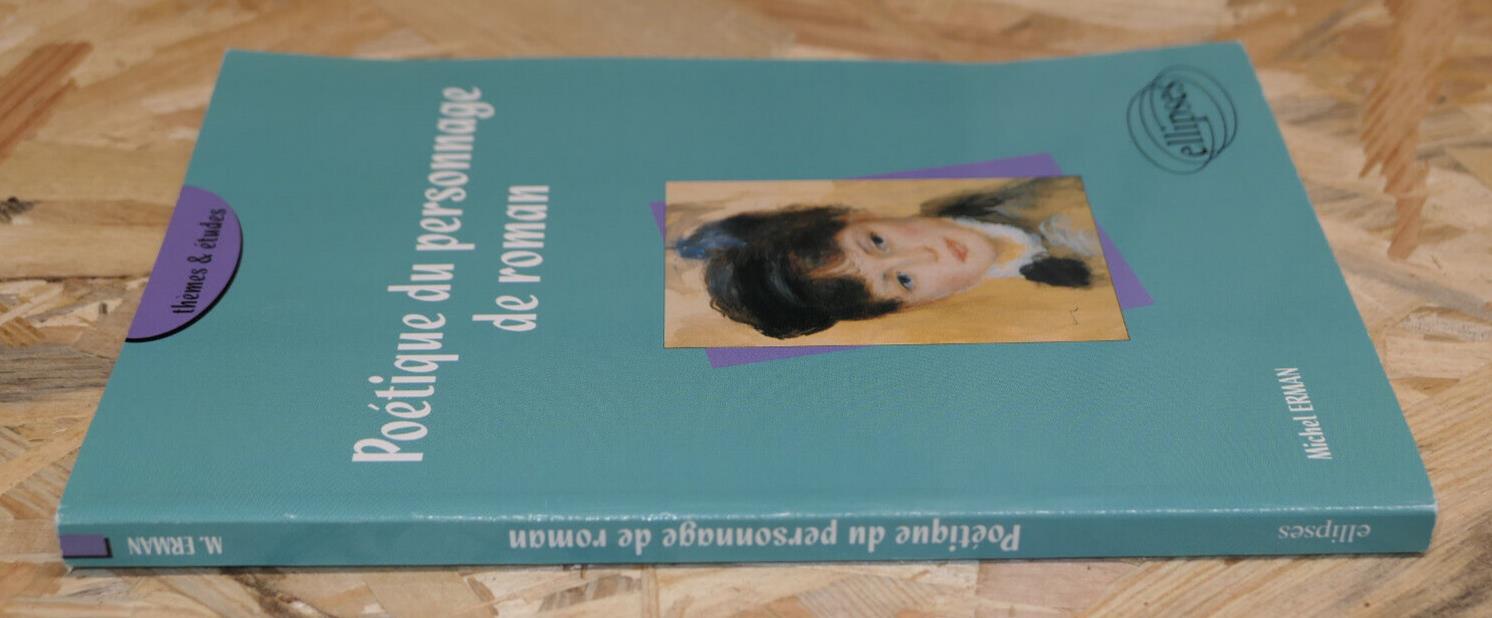 thèmes & études
Poétique du personnage
de roman
ellipses
Michel ERMAN
M. ERMAN
Poétique du personnage de roman
ellipses